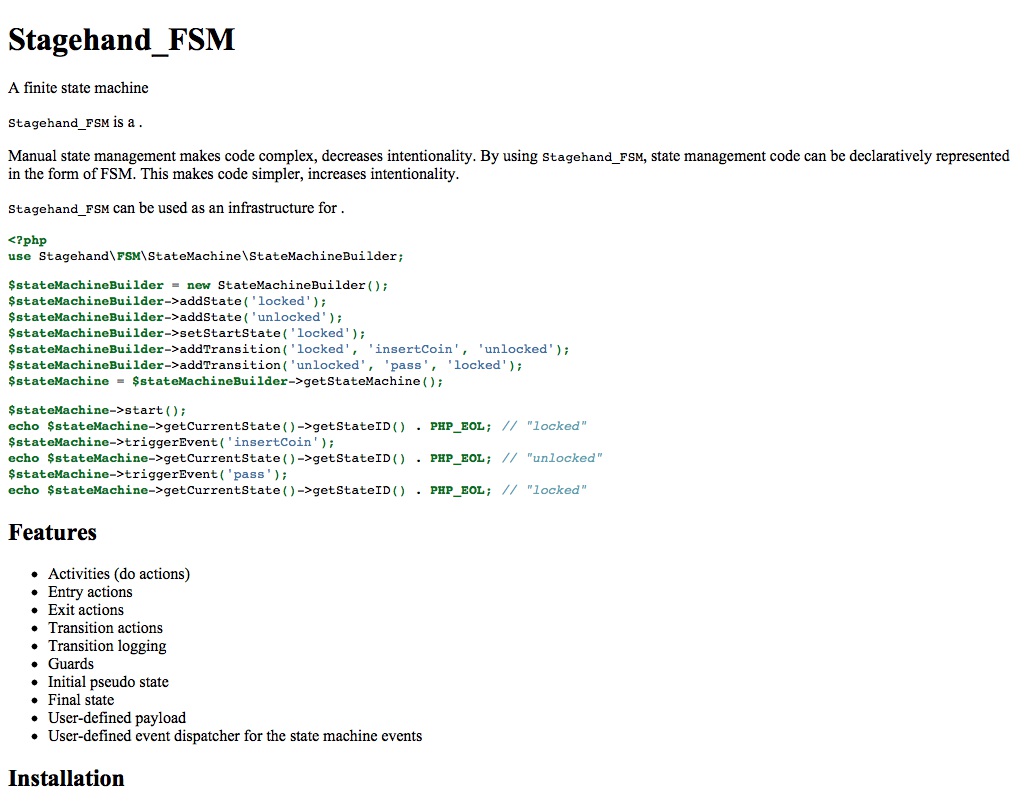 Stagehand_FSM
A finite state machine
Stagehand_FSM is a .
Manual state management makes code complex, decreases intentionality. By using Stagehand_FSM, state management code can be declaratively represented
in the form of FSM. This makes code simpler, increases intentionality.
Stagehand_FSM can be used as an infrastructure for .
<?php
use Stagehand\FSM\StateMachine\StateMachineBuilder;
$stateMachineBuilder = new StateMachineBuilder();
$stateMachineBuilder->addState('locked');
$stateMachineBuilder->addState('unlocked');
$stateMachineBuilder->setStartState('locked');
$stateMachineBuilder->addTransition('locked', 'insertCoin', 'unlocked');
$stateMachineBuilder->addTransition('unlocked', 'pass', 'locked');
$stateMachine = $stateMachineBuilder->getStateMachine();
$stateMachine->start();
echo $stateMachine->getCurrentState()->getStateID() . PHP_EOL; // "locked"
$stateMachine->triggerEvent('insertCoin');
echo $stateMachine->getCurrentState()->getStateID() . PHP_EOL; // "unlocked"
$stateMachine->triggerEvent('pass');
echo $stateMachine->getCurrentState()->getStateID() . PHP_EOL; // "locked"
Features
• Activities (do actions)
• Entry actions
• Exit actions
• Transition actions
• Transition logging
• Guards
• Initial pseudo state
• Final state
• User-defined payload
• User-defined event dispatcher for the state machine events
Installation